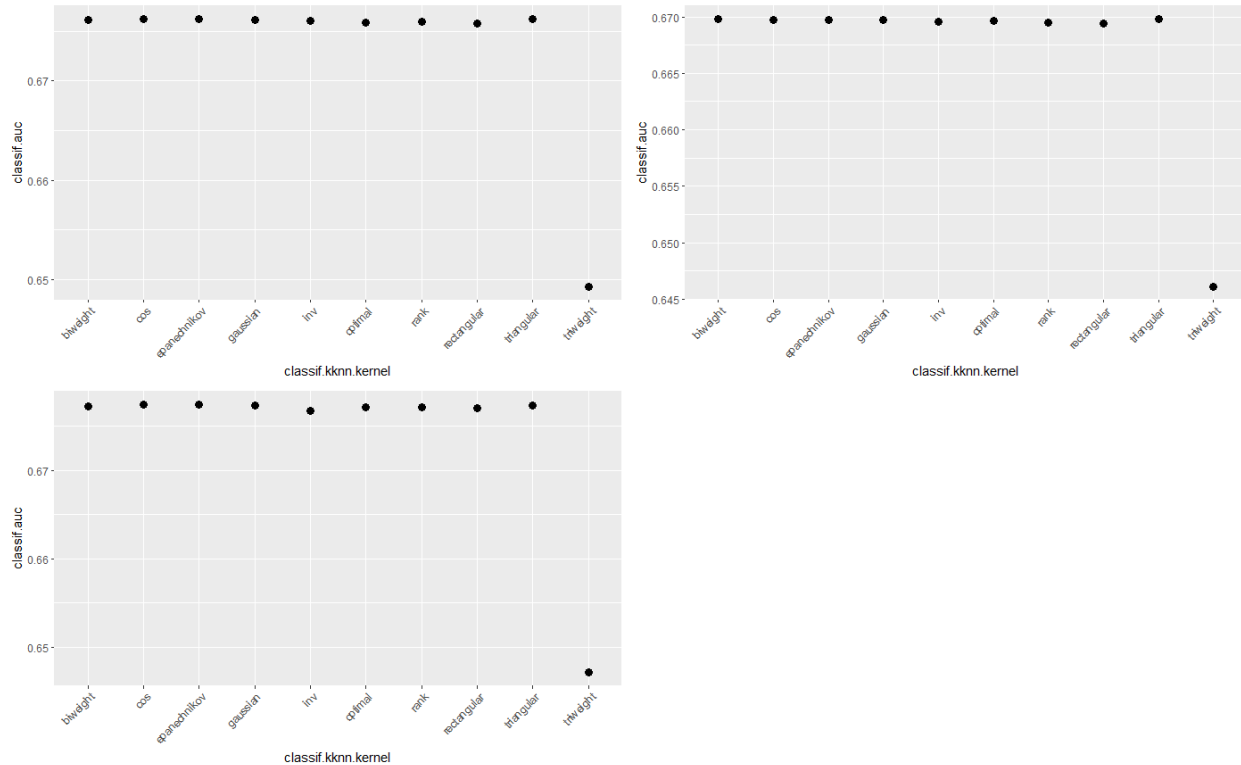 classif.auc
0.67
0.66
0.65
biweight
cos
epanechnikov
gaussian
inv
optimal
rank
rectangular
triangular
triweight
classif.kknn.kernel
classif.auc
0.670
0.665
0.660
0.655
0.650
0.645
biweight
cos
epanechnikov
gaussian
inv
optimal
rank
rectangular
triangular
triweight
classif.kknn.kernel
classif.auc
0.67
0.66
0.65
biweight
cos
epanechnikov
gaussian
inv
optimal
rank
rectangular
triangular
triweight
classif.kknn.kernel